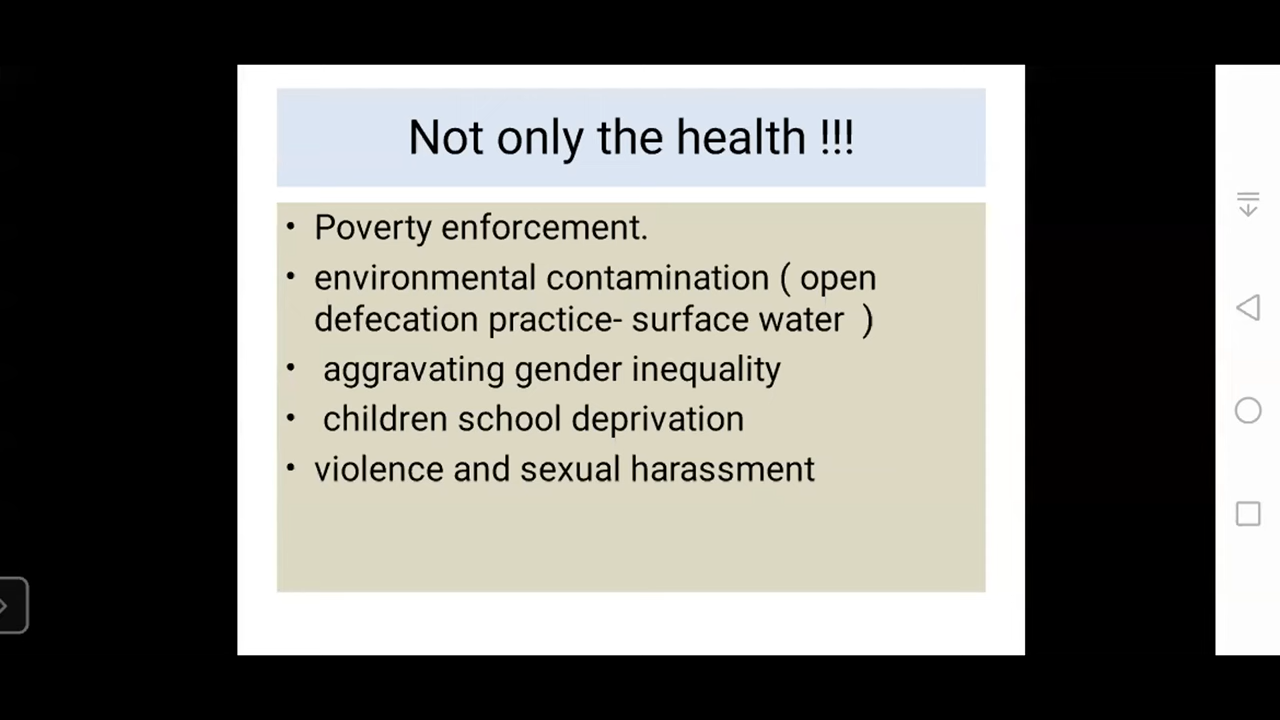 Not only the health !!!
• Poverty enforcement.
• environmental contamination ( open
defecation practice- surface water )
• aggravating gender inequality
• children school deprivation
• violence and sexual harassment